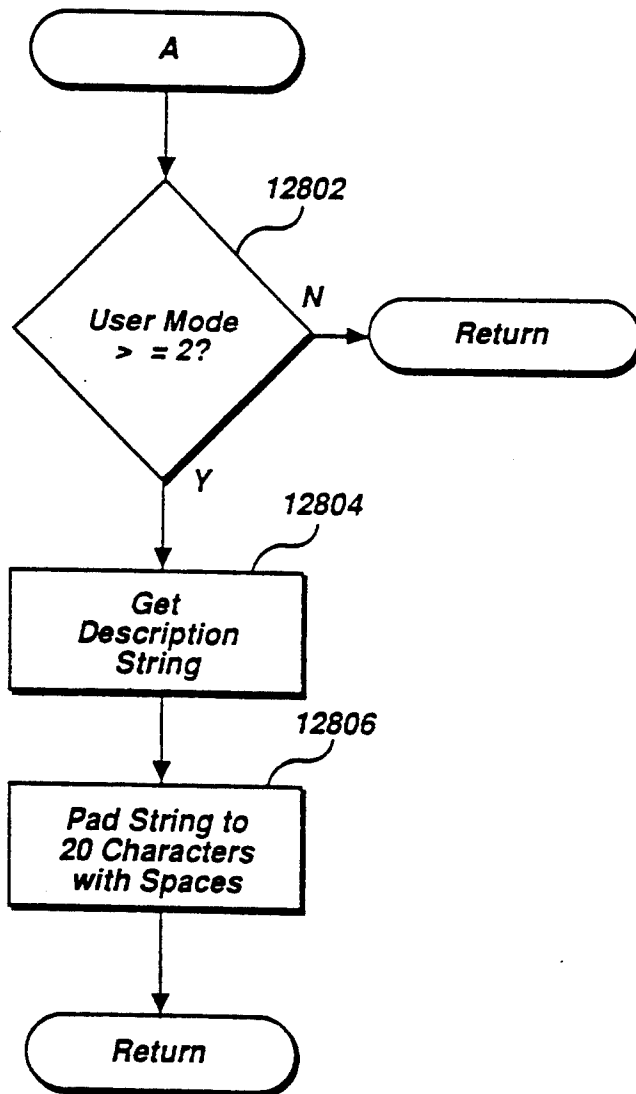 A
12802
User Mode
> = 2?
N
Return
Y
12804
Get
Description
String
12806
Pad String to
20 Characters
with Spaces
Return